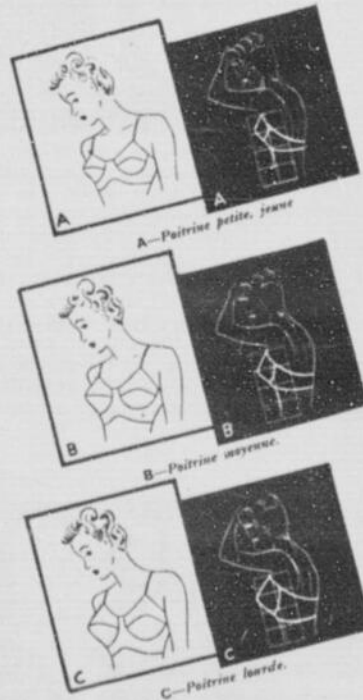 A
A
A—Poitrine petite, jeune
B
B
B—Poitrine moyenne.
C
C
C—Poitrine lourde.